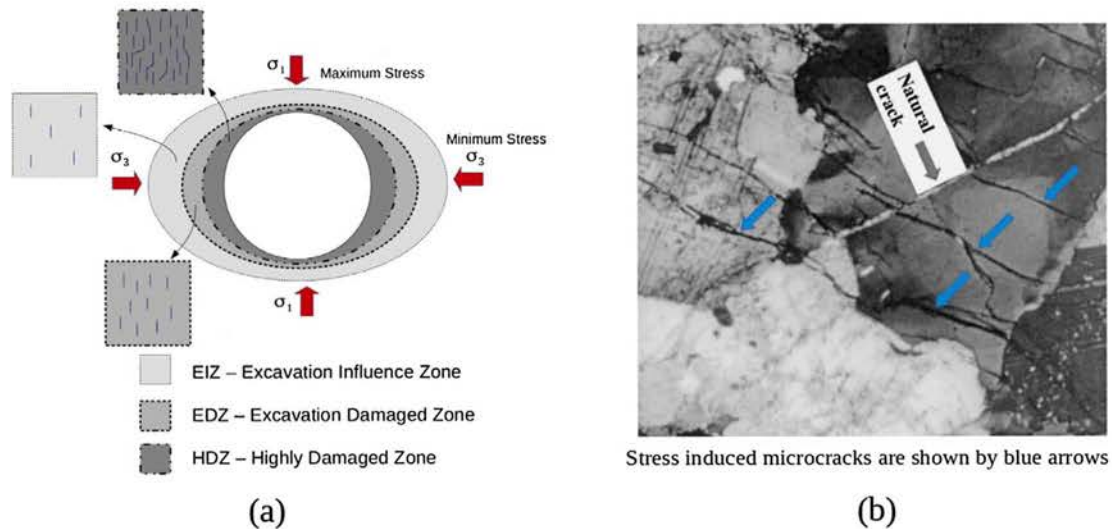 σ1
Maximum Stress
Minimum Stress
σ3
σ3
σ1
EIZ – Excavation Influence Zone
EDZ – Excavation Damaged Zone
HDZ – Highly Damaged Zone
(a)
Natural
crack
Stress induced microcracks are shown by blue arrows
(b)